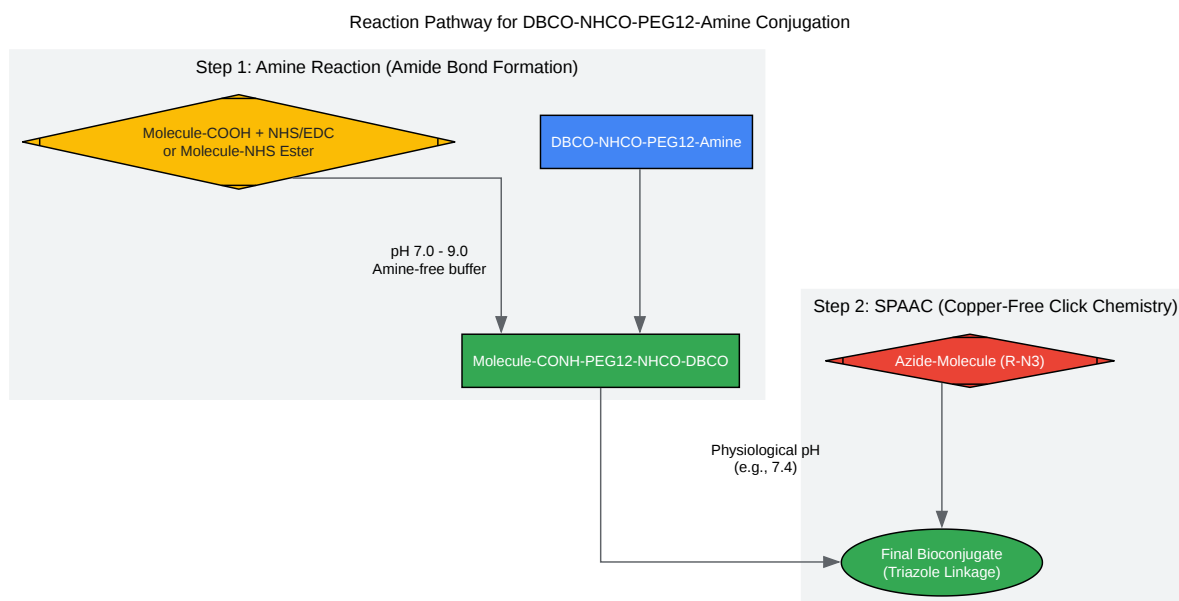 Reaction Pathway for DBCO-NHCO-PEG12-Amine Conjugation
Step 1: Amine Reaction (Amide Bond Formation)
Molecule-COOH + NHS/EDC
or Molecule-NHS Ester
DBCO-NHCO-PEG12-Amine
pH 7.0 - 9.0
Amine-free buffer
Molecule-CONH-PEG12-NHCO-DBCO
Step 2: SPAAC (Copper-Free Click Chemistry)
Azide-Molecule (R-N3)
Physiological pH
(e.g., 7.4)
Final Bioconjugate
(Triazole Linkage)